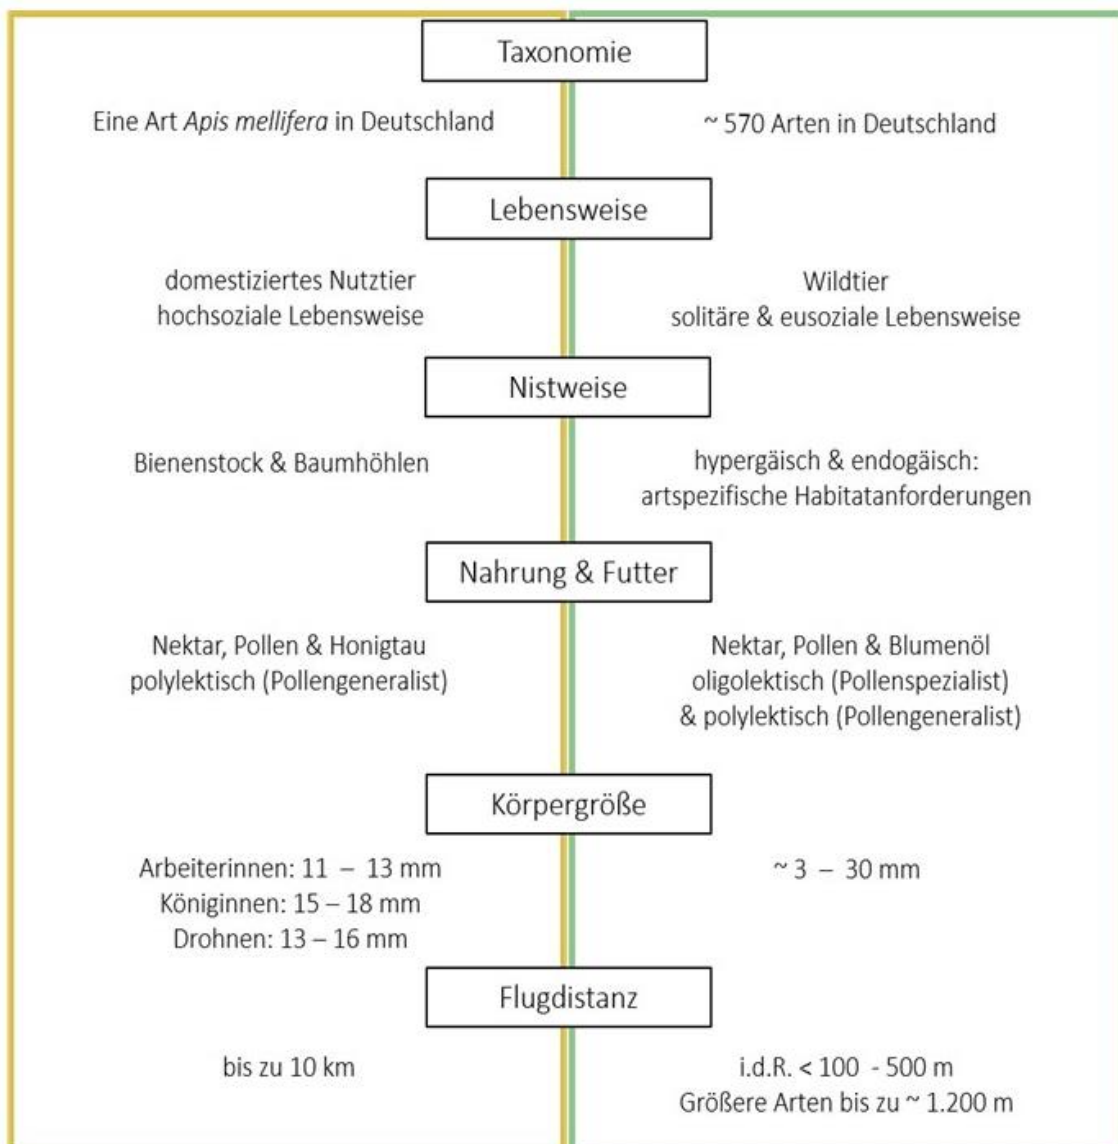 Taxonomie
Eine Art Apis mellifera in Deutschland
~ 570 Arten in Deutschland
Lebensweise
domestiziertes Nutztier
hochsoziale Lebensweise
Wildtier
solitäre & eusoziale Lebensweise
Nistweise
Bienenstock & Baumhöhlen
hypergäisch & endogäisch:
artspezifische Habitatanforderungen
Nahrung & Futter
Nektar, Pollen & Honigtau
polylektisch (Pollengeneralist)
Nektar, Pollen & Blumenöl
oligolektisch (Pollenspezialist)
& polylektisch (Pollengeneralist)
Körpergröße
Arbeiterinnen: 11 – 13 mm
Königinnen: 15 – 18 mm
Drohnen: 13 – 16 mm
~ 3 – 30 mm
Flugdistanz
bis zu 10 km
i.d.R. < 100 - 500 m
Größere Arten bis zu ~ 1.200 m